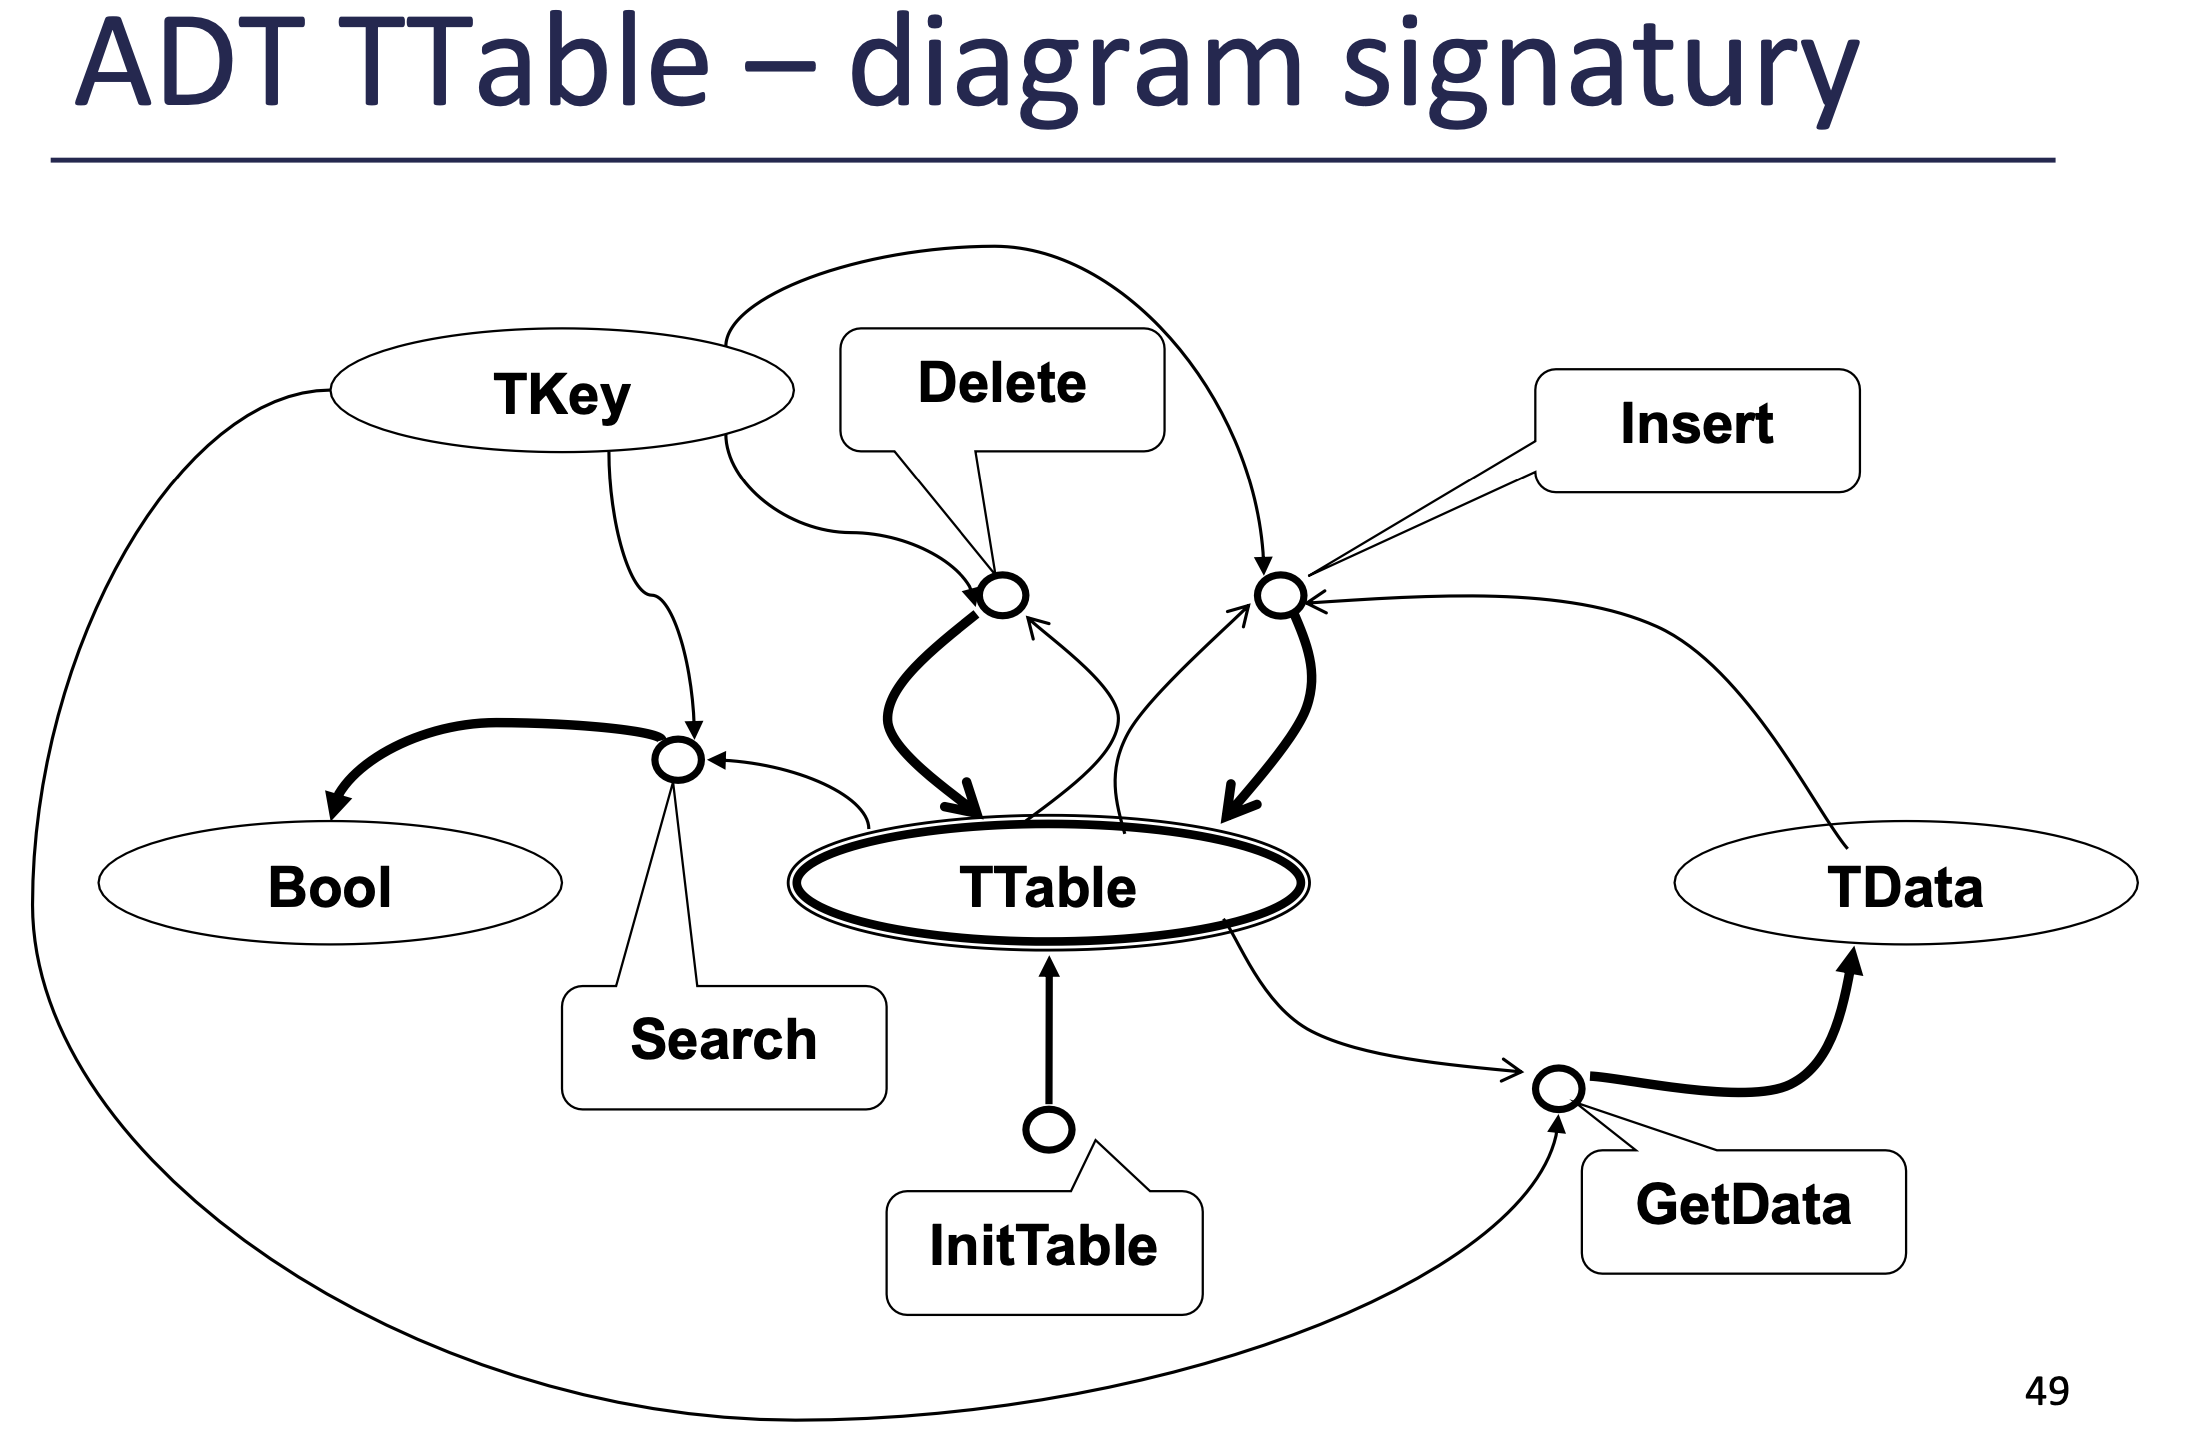 ADT TTable – diagram signatury
TKey
Delete
Insert
Bool
TTable
TData
Search
InitTable
GetData
49